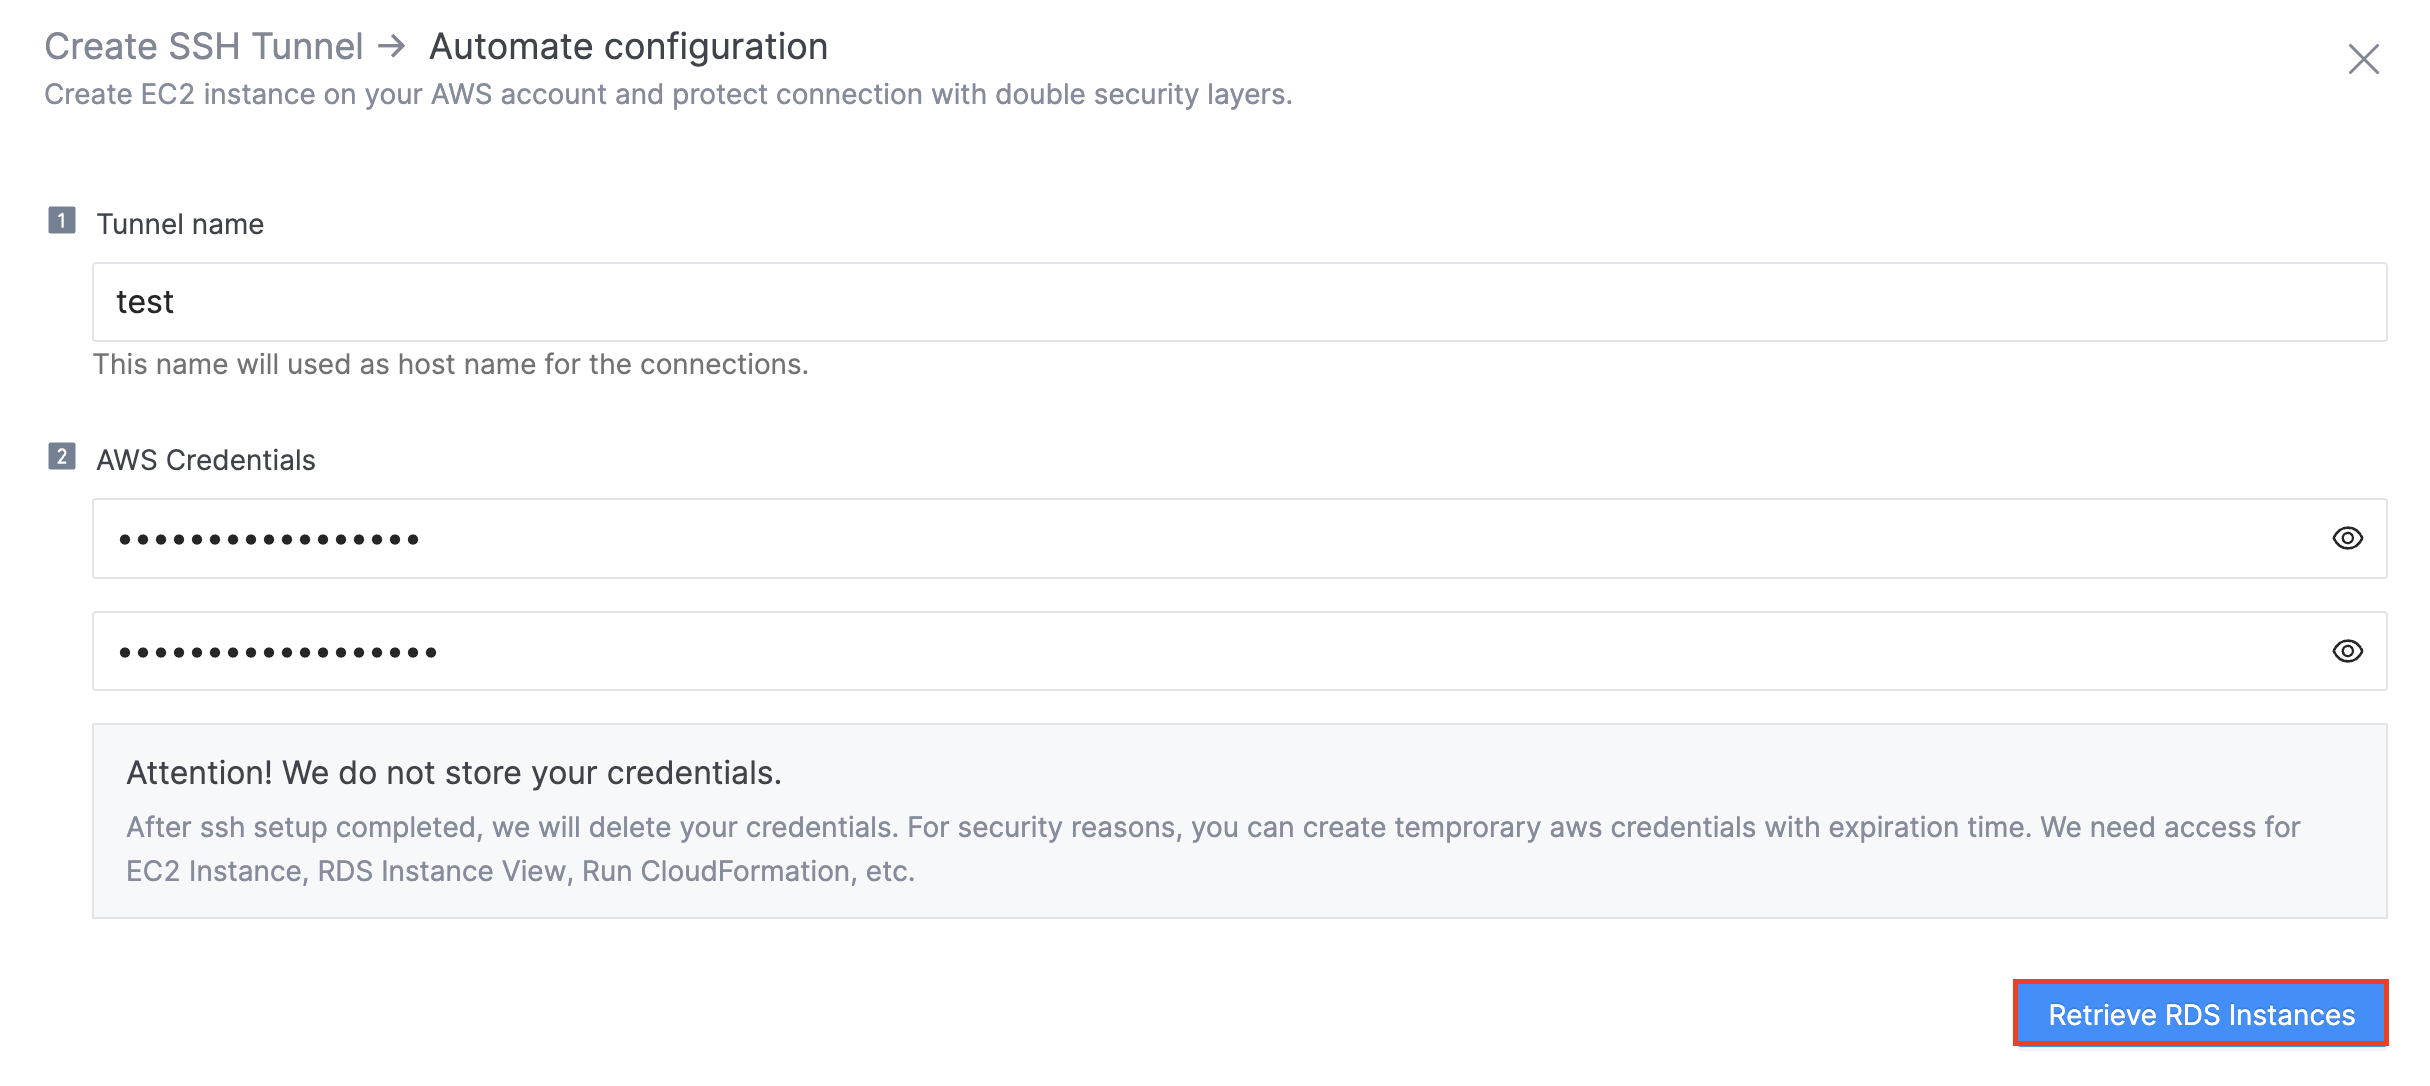 Create SSH Tunnel → Automate configuration
Create EC2 instance on your AWS account and protect connection with double security layers.
1 Tunnel name
test
This name will used as host name for the connections.
2 AWS Credentials
•••••••••••••••••
••••••••••••••••••
Attention! We do not store your credentials.
After ssh setup completed, we will delete your credentials. For security reasons, you can create temprorary aws credentials with expiration time. We need access for
EC2 Instance, RDS Instance View, Run CloudFormation, etc.
Retrieve RDS Instances